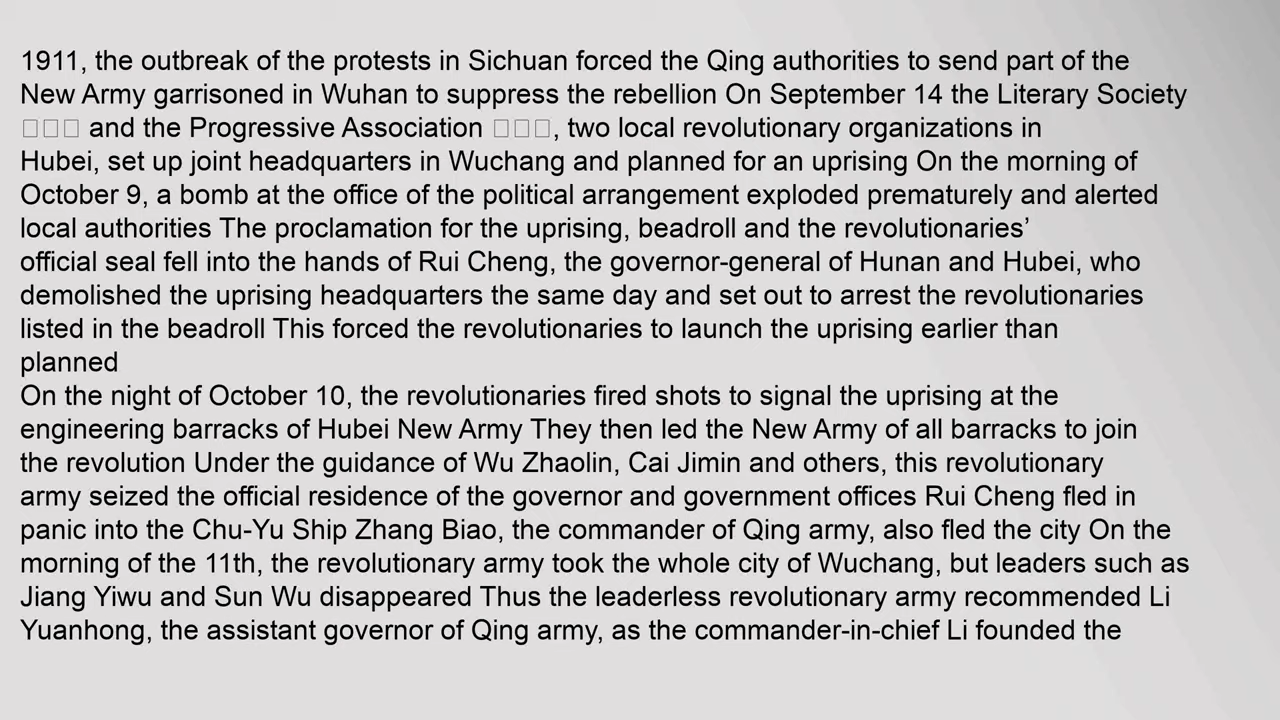 1911, the outbreak of the protests in Sichuan forced the Qing authorities to send part of the
New Army garrisoned in Wuhan to suppress the rebellion On September 14 the Literary Society
□□□ and the Progressive Association □□□, two local revolutionary organizations in
Hubei, set up joint headquarters in Wuchang and planned for an uprising On the morning of
October 9, a bomb at the office of the political arrangement exploded prematurely and alerted
local authorities The proclamation for the uprising, beadroll and the revolutionaries’
official seal fell into the hands of Rui Cheng, the governor-general of Hunan and Hubei, who
demolished the uprising headquarters the same day and set out to arrest the revolutionaries
listed in the beadroll This forced the revolutionaries to launch the uprising earlier than
planned
On the night of October 10, the revolutionaries fired shots to signal the uprising at the
engineering barracks of Hubei New Army They then led the New Army of all barracks to join
the revolution Under the guidance of Wu Zhaolin, Cai Jimin and others, this revolutionary
army seized the official residence of the governor and government offices Rui Cheng fled in
panic into the Chu-Yu Ship Zhang Biao, the commander of Qing army, also fled the city On the
morning of the 11th, the revolutionary army took the whole city of Wuchang, but leaders such as
Jiang Yiwu and Sun Wu disappeared Thus the leaderless revolutionary army recommended Li
Yuanhong, the assistant governor of Qing army, as the commander-in-chief Li founded the